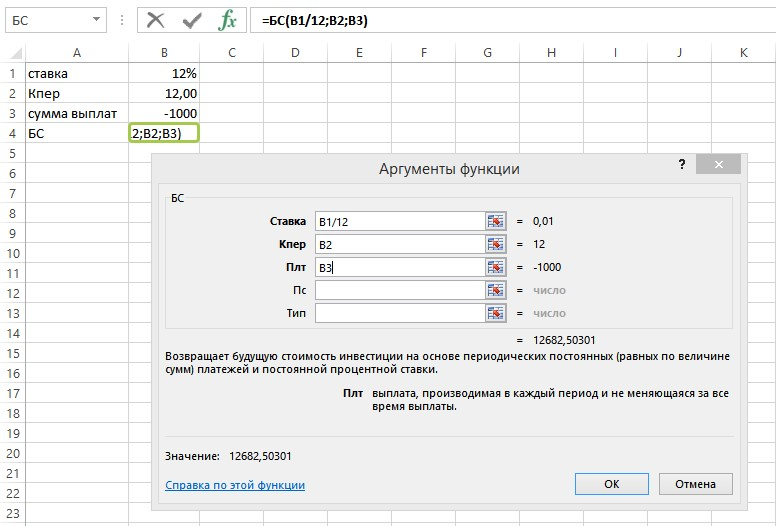 БС
=БС(B1/12;B2;B3)
A B C D E F G H I J K
1 ставка 12%
2 Кпер 12,00
3 сумма выплат -1000
4 БС 2;B2;B3)
5
6
7
8
9
10
11
12
13
14
15
16
17
18
19
20
21
22
23
Аргументы функции
? ×
БС
Ставка B1/12 = 0,01
Кпер B2 = 12
Плт B3 = -1000
Пс = число
Тип = число
= 12682,50301
Возвращает будущую стоимость инвестиции на основе периодических постоянных (равных по величине
сумм) платежей и постоянной процентной ставки.
Плт выплата, производимая в каждый период и не меняющаяся за все
время выплаты.
Значение: 12682,50301
Справка по этой функции
ОК Отмена